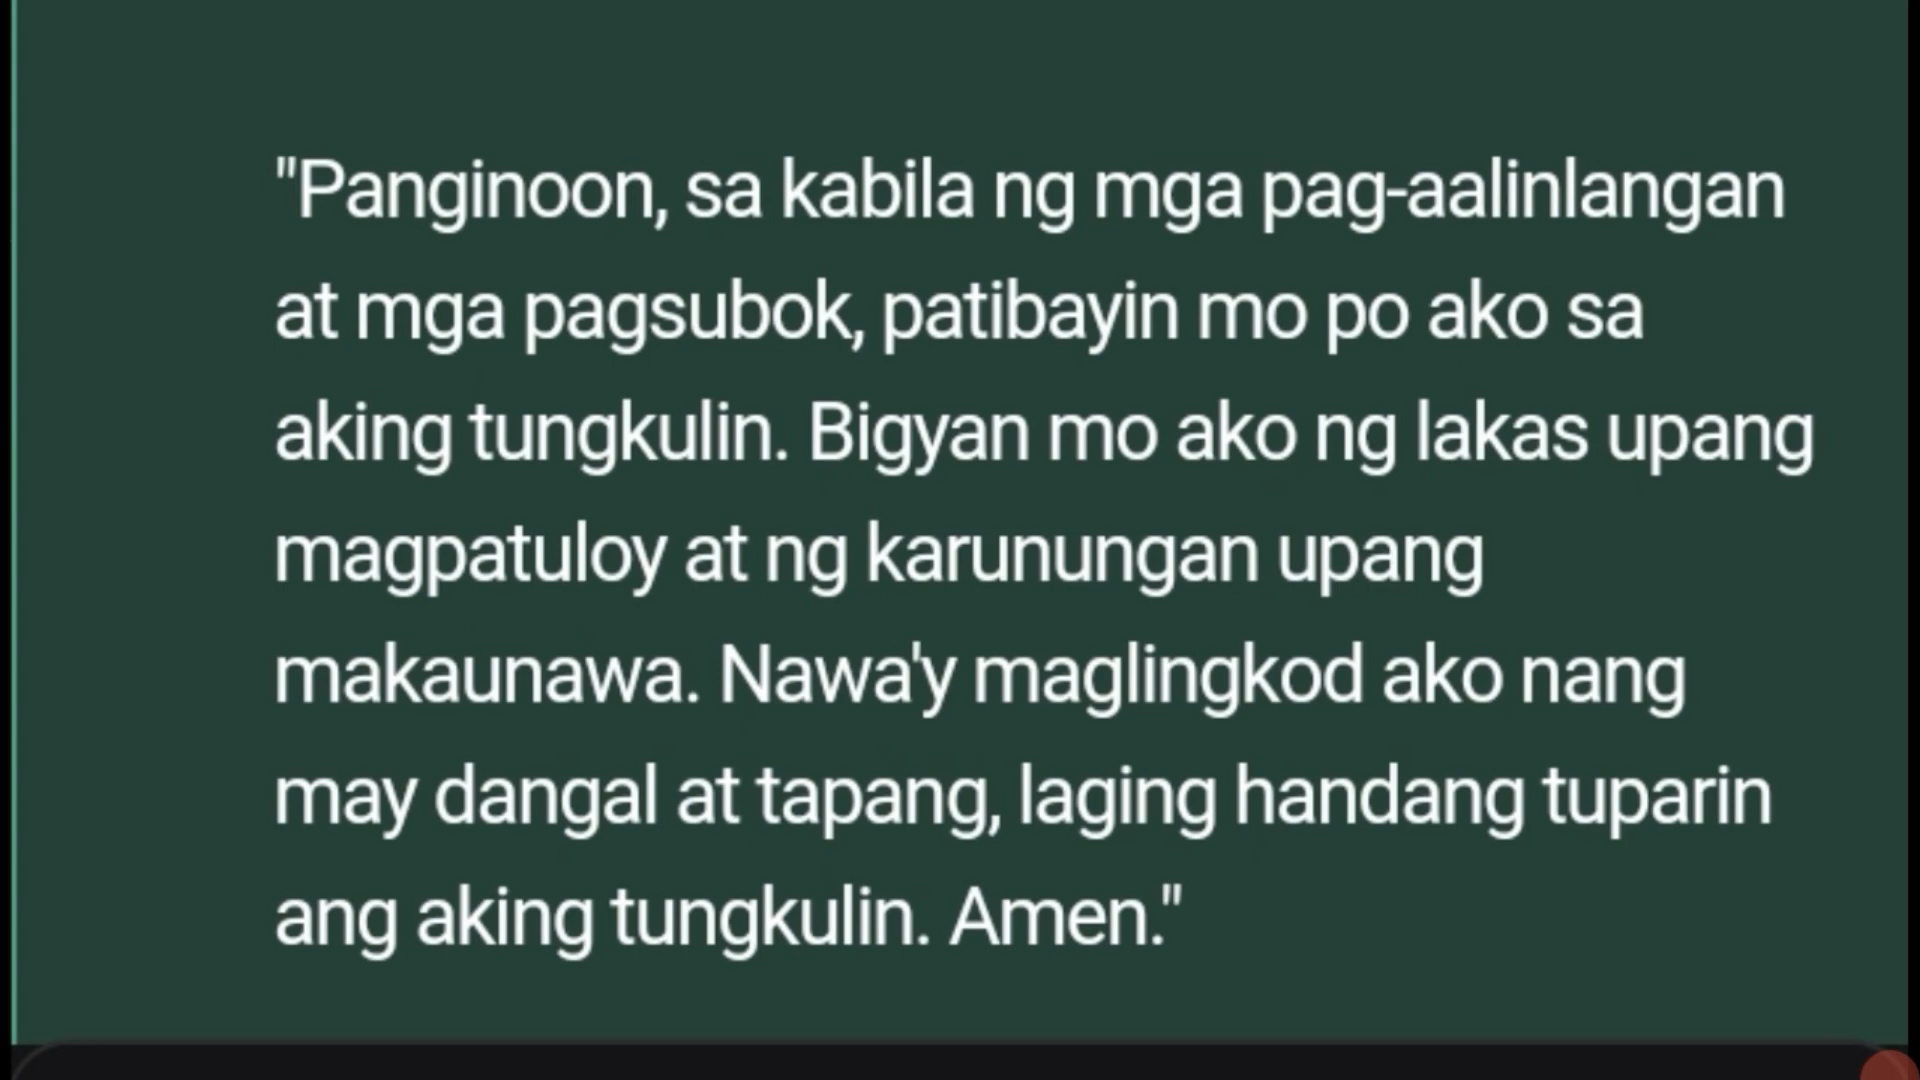 "Panginoon, sa kabila ng mga pag-aalinlangan
at mga pagsubok, patibayin mo po ako sa
aking tungkulin. Bigyan mo ako ng lakas upang
magpatuloy at ng karunungan upang
makaunawa. Nawa'y maglingkod ako nang
may dangal at tapang, laging handang tuparin
ang aking tungkulin. Amen."